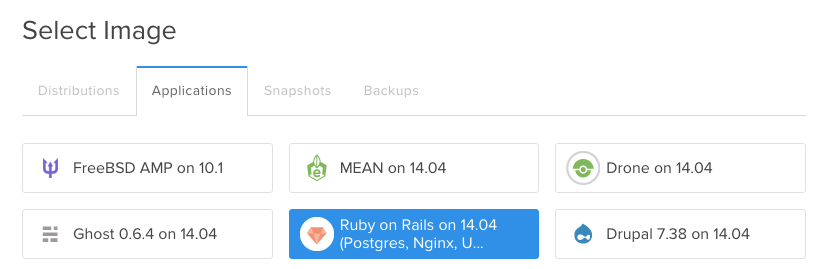 Select Image
Distributions Applications Snapshots Backups
FreeBSD AMP on 10.1 MEAN on 14.04 Drone on 14.04
Ghost 0.6.4 on 14.04 Ruby on Rails on 14.04 Drupal 7.38 on 14.04
(Postgres, Nginx, U...